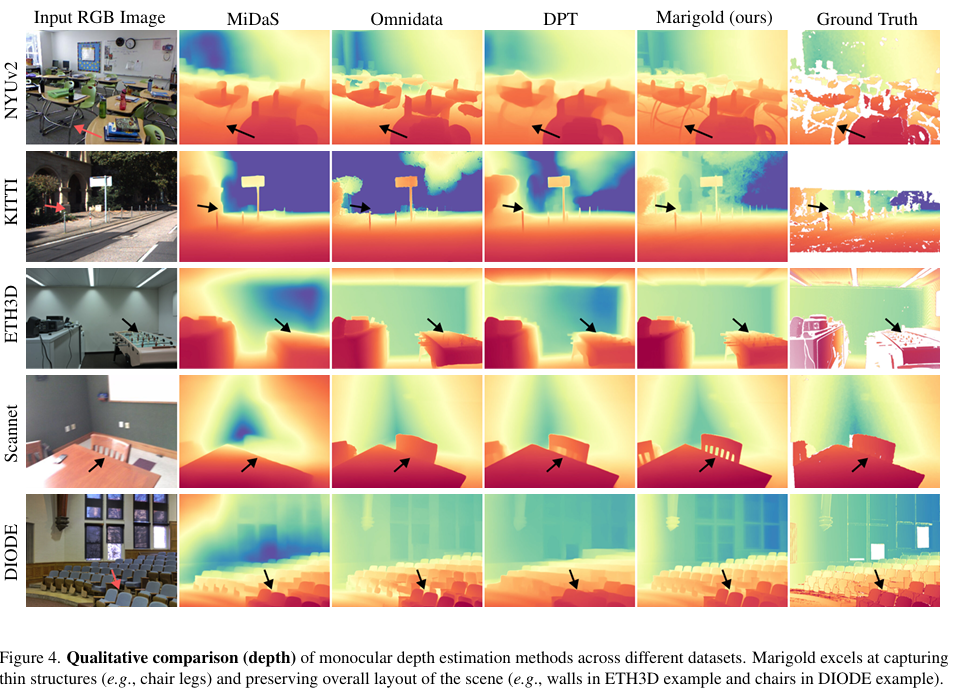 Input RGB Image MiDaS Omnidata DPT Marigold (ours) Ground Truth
NYUv2
KITTI
ETH3D
Scannet
DIODE
Figure 4. Qualitative comparison (depth) of monocular depth estimation methods across different datasets. Marigold excels at capturing
thin structures (e.g., chair legs) and preserving overall layout of the scene (e.g., walls in ETH3D example and chairs in DIODE example).